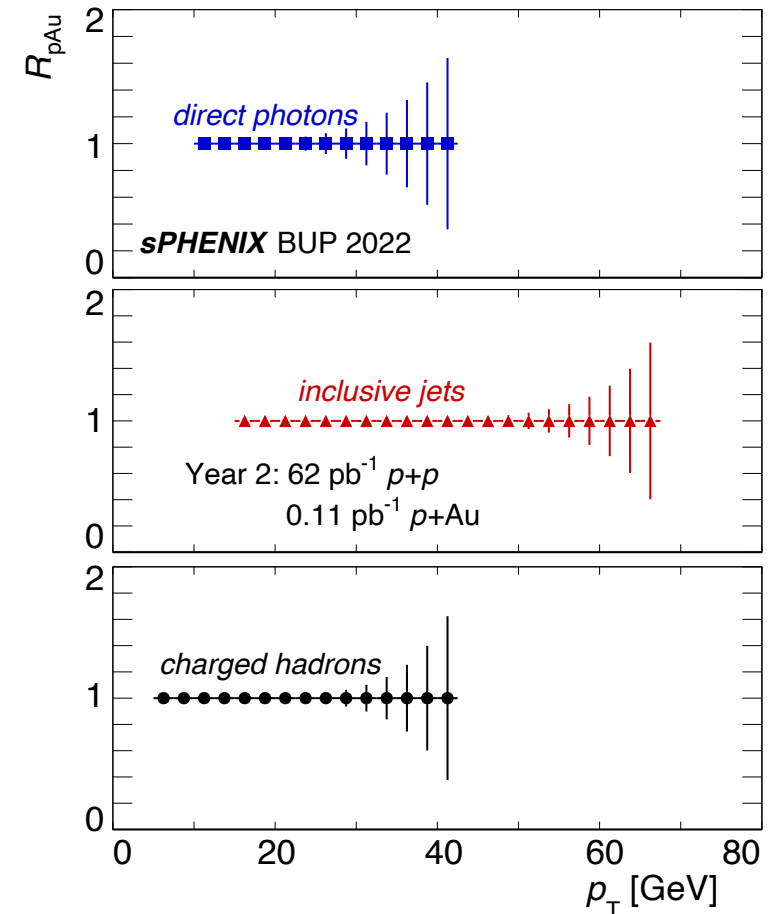 R_pAu
2
direct photons
1
sPHENIX BUP 2022
0
2
inclusive jets
1
Year 2: 62 pb^-1 p+p
0.11 pb^-1 p+Au
0
2
charged hadrons
1
0
0 20 40 60 80
p_T [GeV]